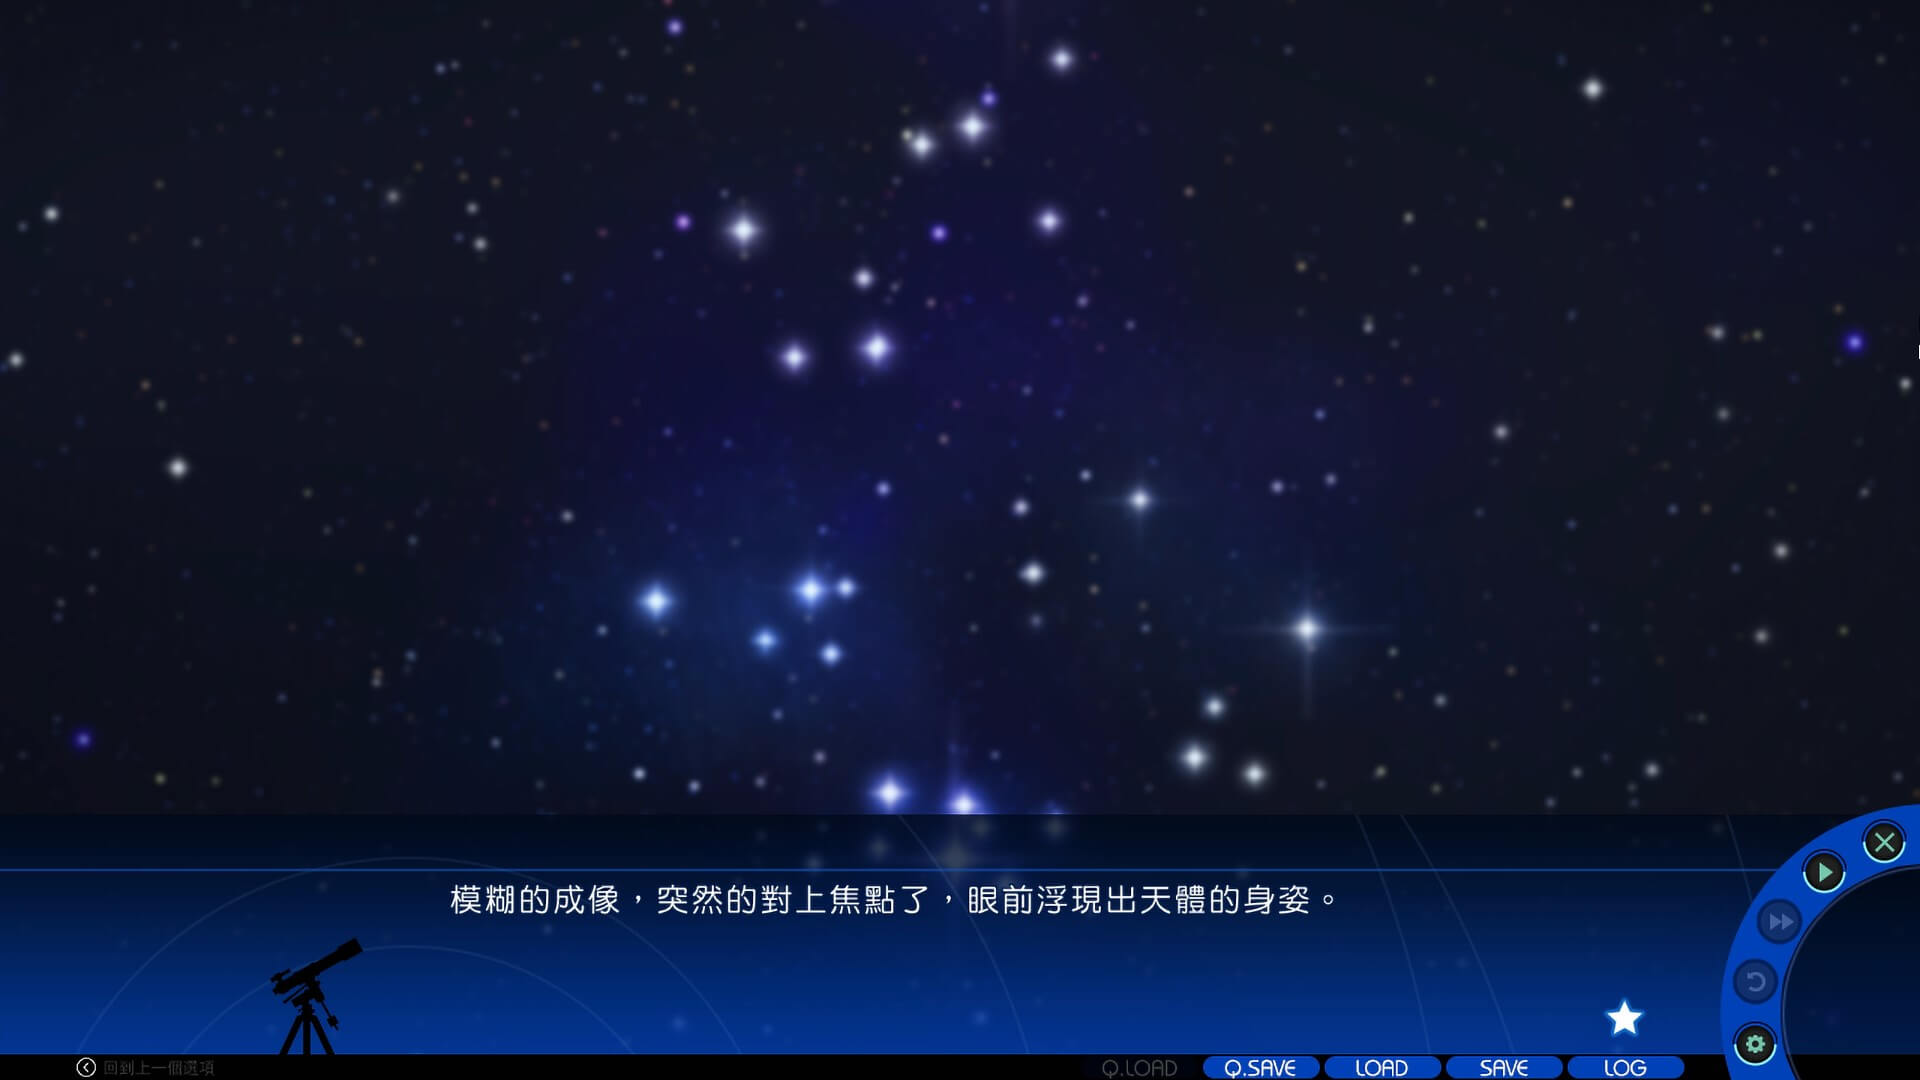 模糊的成像，突然的對上焦點了，眼前浮現出天體的身姿。
回到上一個選項
Q.LOAD
Q.SAVE
LOAD
SAVE
LOG